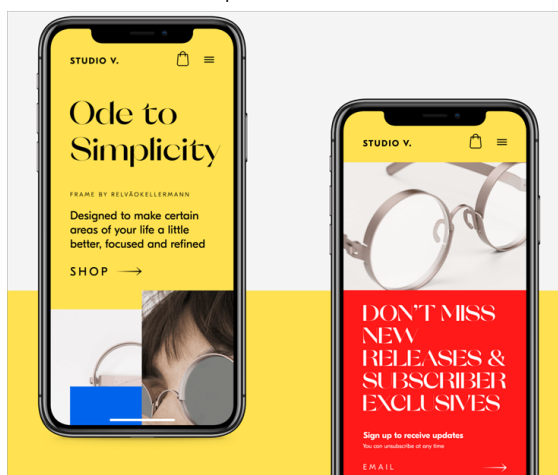 STUDIO V.
Ode to
Simplicity
FRAME BY RELVÄOKELLERMANN
Designed to make certain
areas of your life a little
better, focused and refined
SHOP
STUDIO V.
DON'T MISS
NEW
RELEASES &
SUBSCRIBER
EXCLUSIVES
Sign up to receive updates
You can unsubscribe at any time
EMAIL